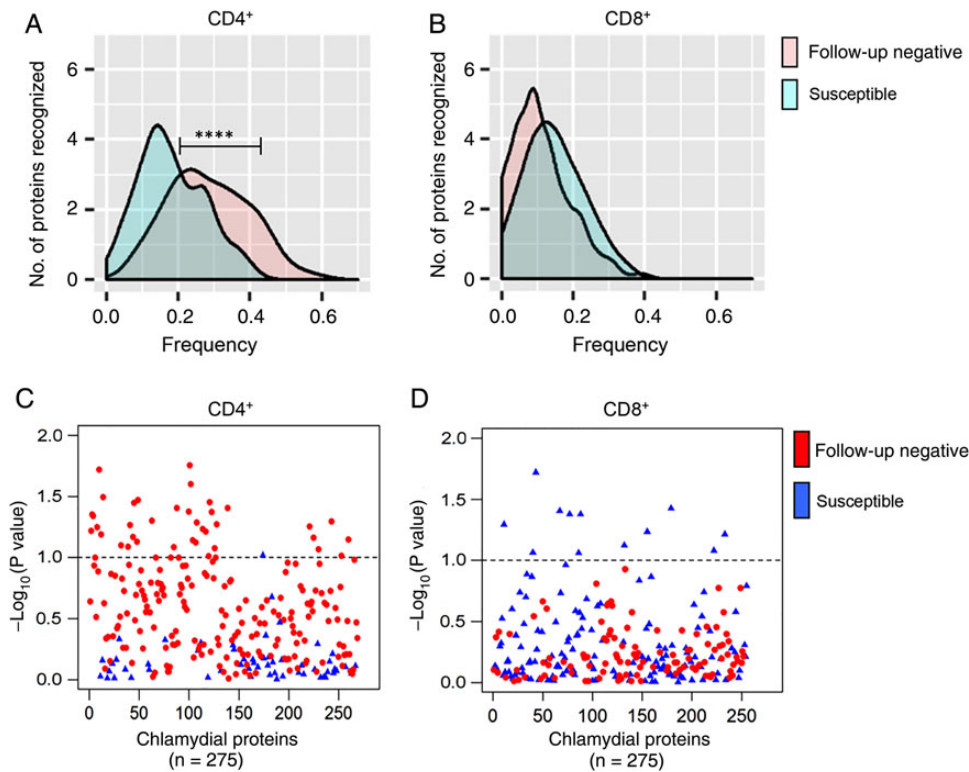 A
CD4+
No. of proteins recognized
6
4
2
0
****
0.0 0.2 0.4 0.6
Frequency
B
CD8+
No. of proteins recognized
6
4
2
0
0.0 0.2 0.4 0.6
Frequency
Follow-up negative
Susceptible
C
CD4+
−Log10(P value)
2.0
1.5
1.0
0.5
0.0
0 50 100 150 200 250
Chlamydial proteins
(n = 275)
D
CD8+
−Log10(P value)
2.0
1.5
1.0
0.5
0.0
0 50 100 150 200 250
Chlamydial proteins
(n = 275)
Follow-up negative
Susceptible